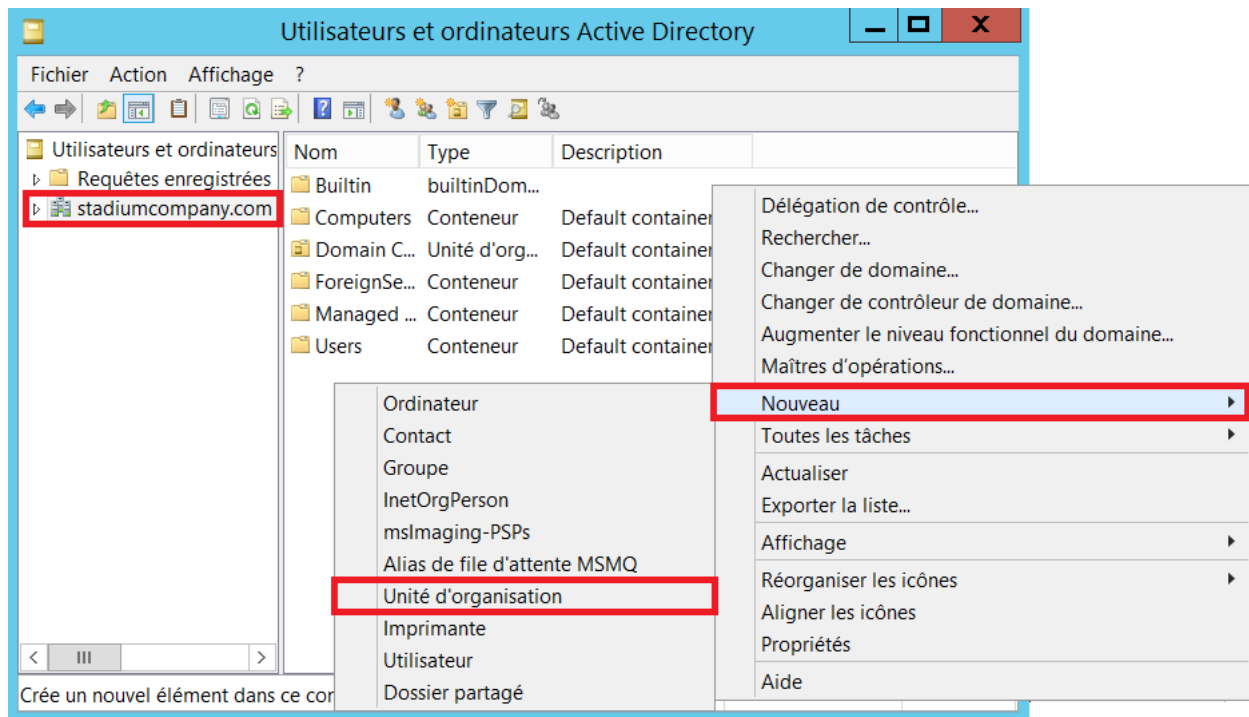 Utilisateurs et ordinateurs Active Directory
X
Fichier Action Affichage ?
Utilisateurs et ordinateurs
Requêtes enregistrées
stadiumcompany.com
Nom Type Description
Builtin builtinDom...
Computers Conteneur Default container
Domain C... Unité d'org... Default container
ForeignSe... Conteneur Default container
Managed ... Conteneur Default container
Users Conteneur Default container
Délégation de contrôle...
Rechercher...
Changer de domaine...
Changer de contrôleur de domaine...
Augmenter le niveau fonctionnel du domaine...
Maîtres d'opérations...
Nouveau
Toutes les tâches
Actualiser
Exporter la liste...
Affichage
Réorganiser les icônes
Aligner les icônes
Propriétés
Aide
Ordinateur
Contact
Groupe
InetOrgPerson
msImaging-PSPs
Alias de file d'attente MSMQ
Unité d'organisation
Imprimante
Utilisateur
Dossier partagé
Crée un nouvel élément dans ce